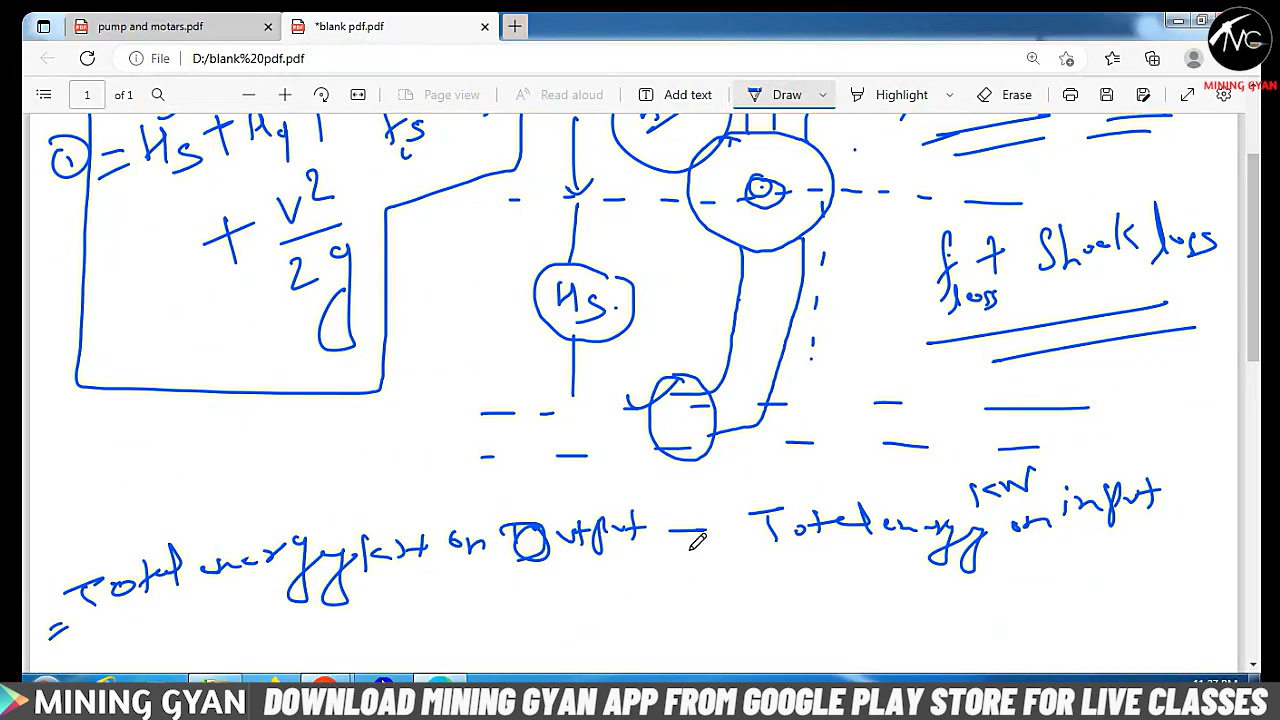 pump and motars.pdf
*blank pdf.pdf
MVG
MINING GYAN
File D:/blank%20pdf.pdf
1 of 1
Page view
Read aloud
Add text
Draw
Highlight
Erase
① = Hs + Hd +
+ v²/2g
Hs.
f + Shock loss
loss
KW
Total energy on Output - Total energy on input
=
MINING GYAN DOWNLOAD MINING GYAN APP FROM GOOGLE PLAY STORE FOR LIVE CLASSES